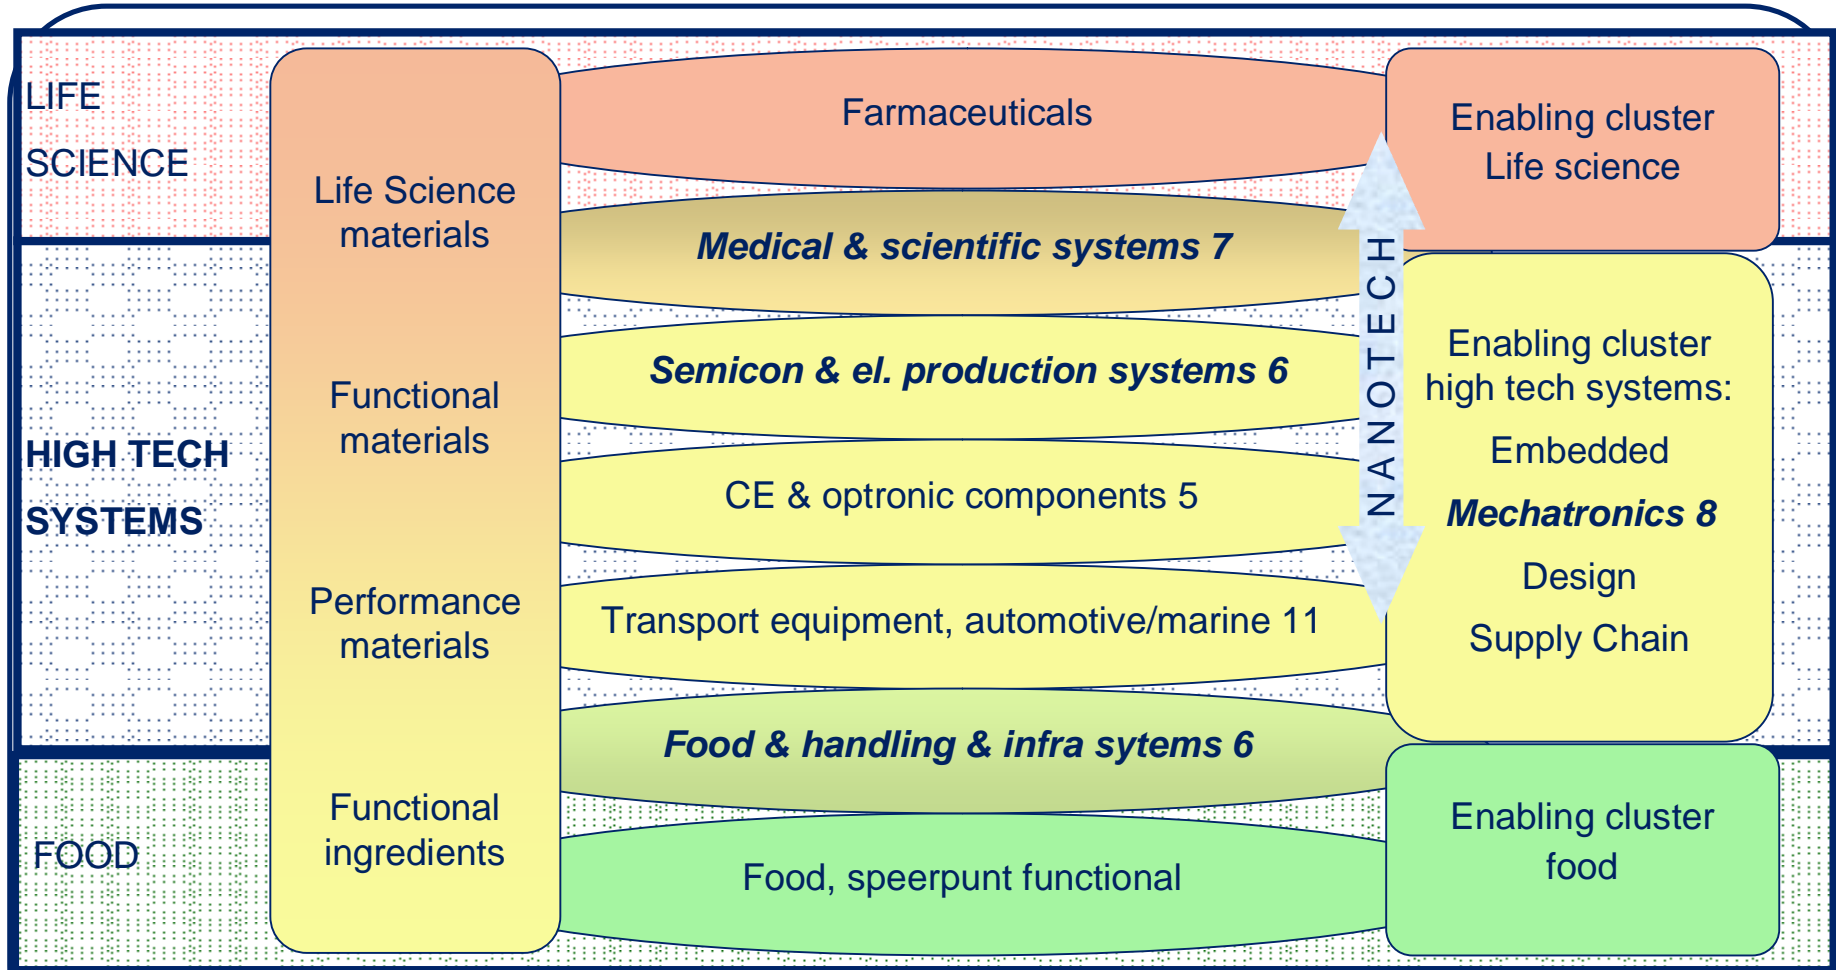 LIFE
SCIENCE
HIGH TECH
SYSTEMS
FOOD
Life Science
materials
Functional
materials
Performance
materials
Functional
ingredients
Farmaceuticals
Medical & scientific systems 7
Semicon & el. production systems 6
CE & optronic components 5
Transport equipment, automotive/marine 11
Food & handling & infra sytems 6
Food, speerpunt functional
NANOTECH
Enabling cluster
Life science
Enabling cluster
high tech systems:
Embedded
Mechatronics 8
Design
Supply Chain
Enabling cluster
food